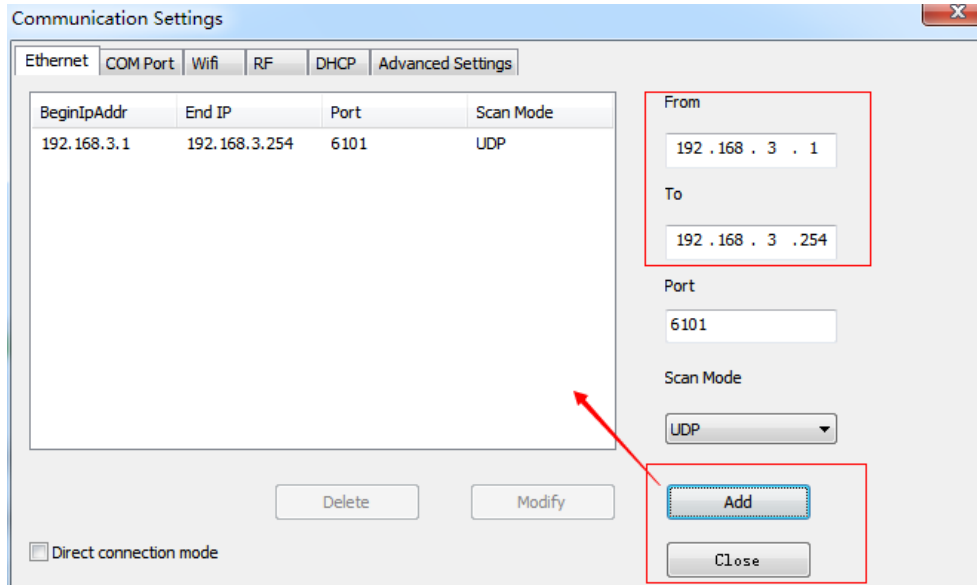 Communication Settings
Ethernet COM Port Wifi RF DHCP Advanced Settings
BeginIpAddr End IP Port Scan Mode
192.168.3.1 192.168.3.254 6101 UDP
From
192 . 168 . 3 . 1
To
192 . 168 . 3 . 254
Port
6101
Scan Mode
UDP
Delete Modify Add
Direct connection mode
Close